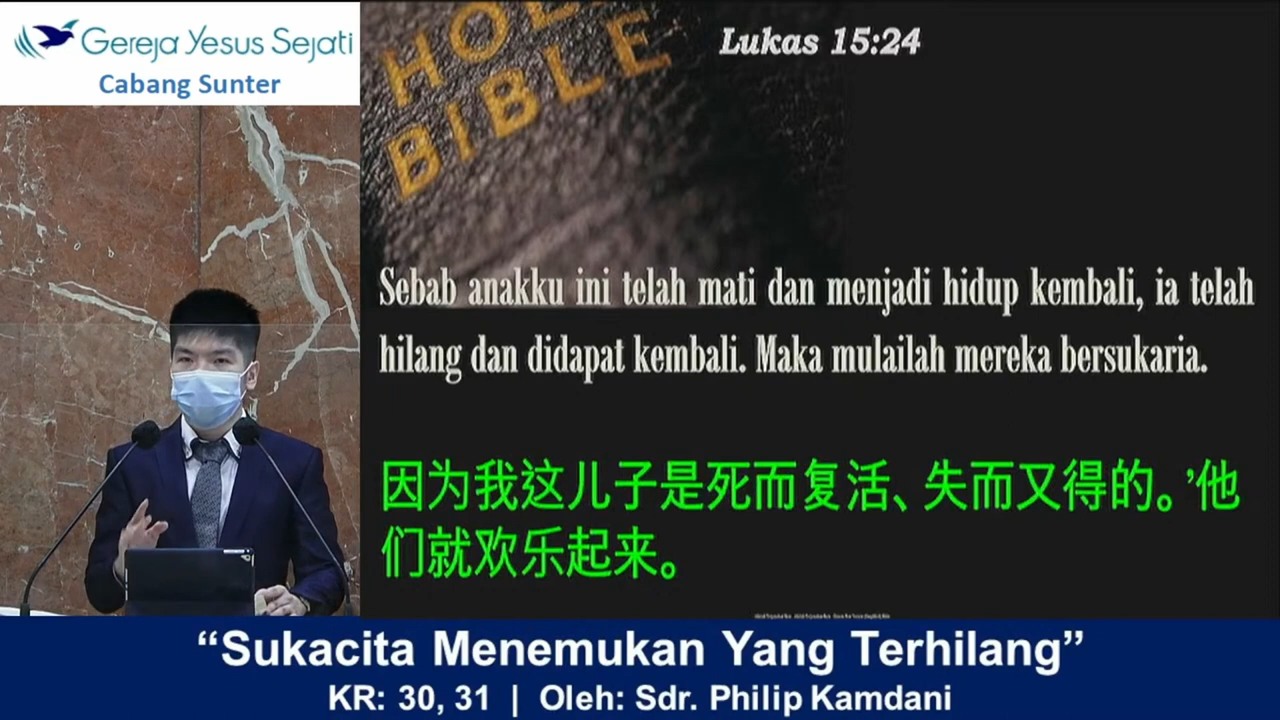 Gereja Yesus Sejati
Cabang Sunter
HOLY
BIBLE
Lukas 15:24
Sebab anakku ini telah mati dan menjadi hidup kembali, ia telah
hilang dan didapat kembali. Maka mulailah mereka bersukaria.
因为我这儿子是死而复活、失而又得的。’他
们就欢乐起来。
“Sukacita Menemukan Yang Terhilang”
KR: 30, 31 | Oleh: Sdr. Philip Kamdani